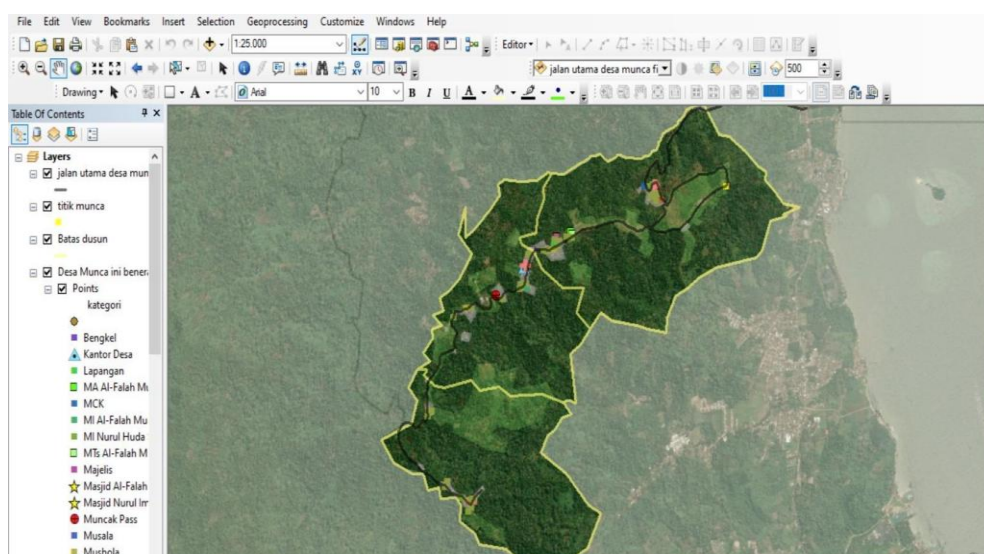 File Edit View Bookmarks Insert Selection Geoprocessing Customize Windows Help
1:25.000 Editor
jalan utama desa munca fi 500
Drawing Arial 10 B I U A
Table Of Contents
Layers
jalan utama desa mun
titik munca
Batas dusun
Desa Munca ini benera
Points
kategori
Bengkel
Kantor Desa
Lapangan
MA Al-Falah Mu
MCK
MI Al-Falah Mu
MI Nurul Huda
MTs Al-Falah M
Majelis
Masjid Al-Falah
Masjid Nurul Im
Muncak Pass
Musala
Mushola